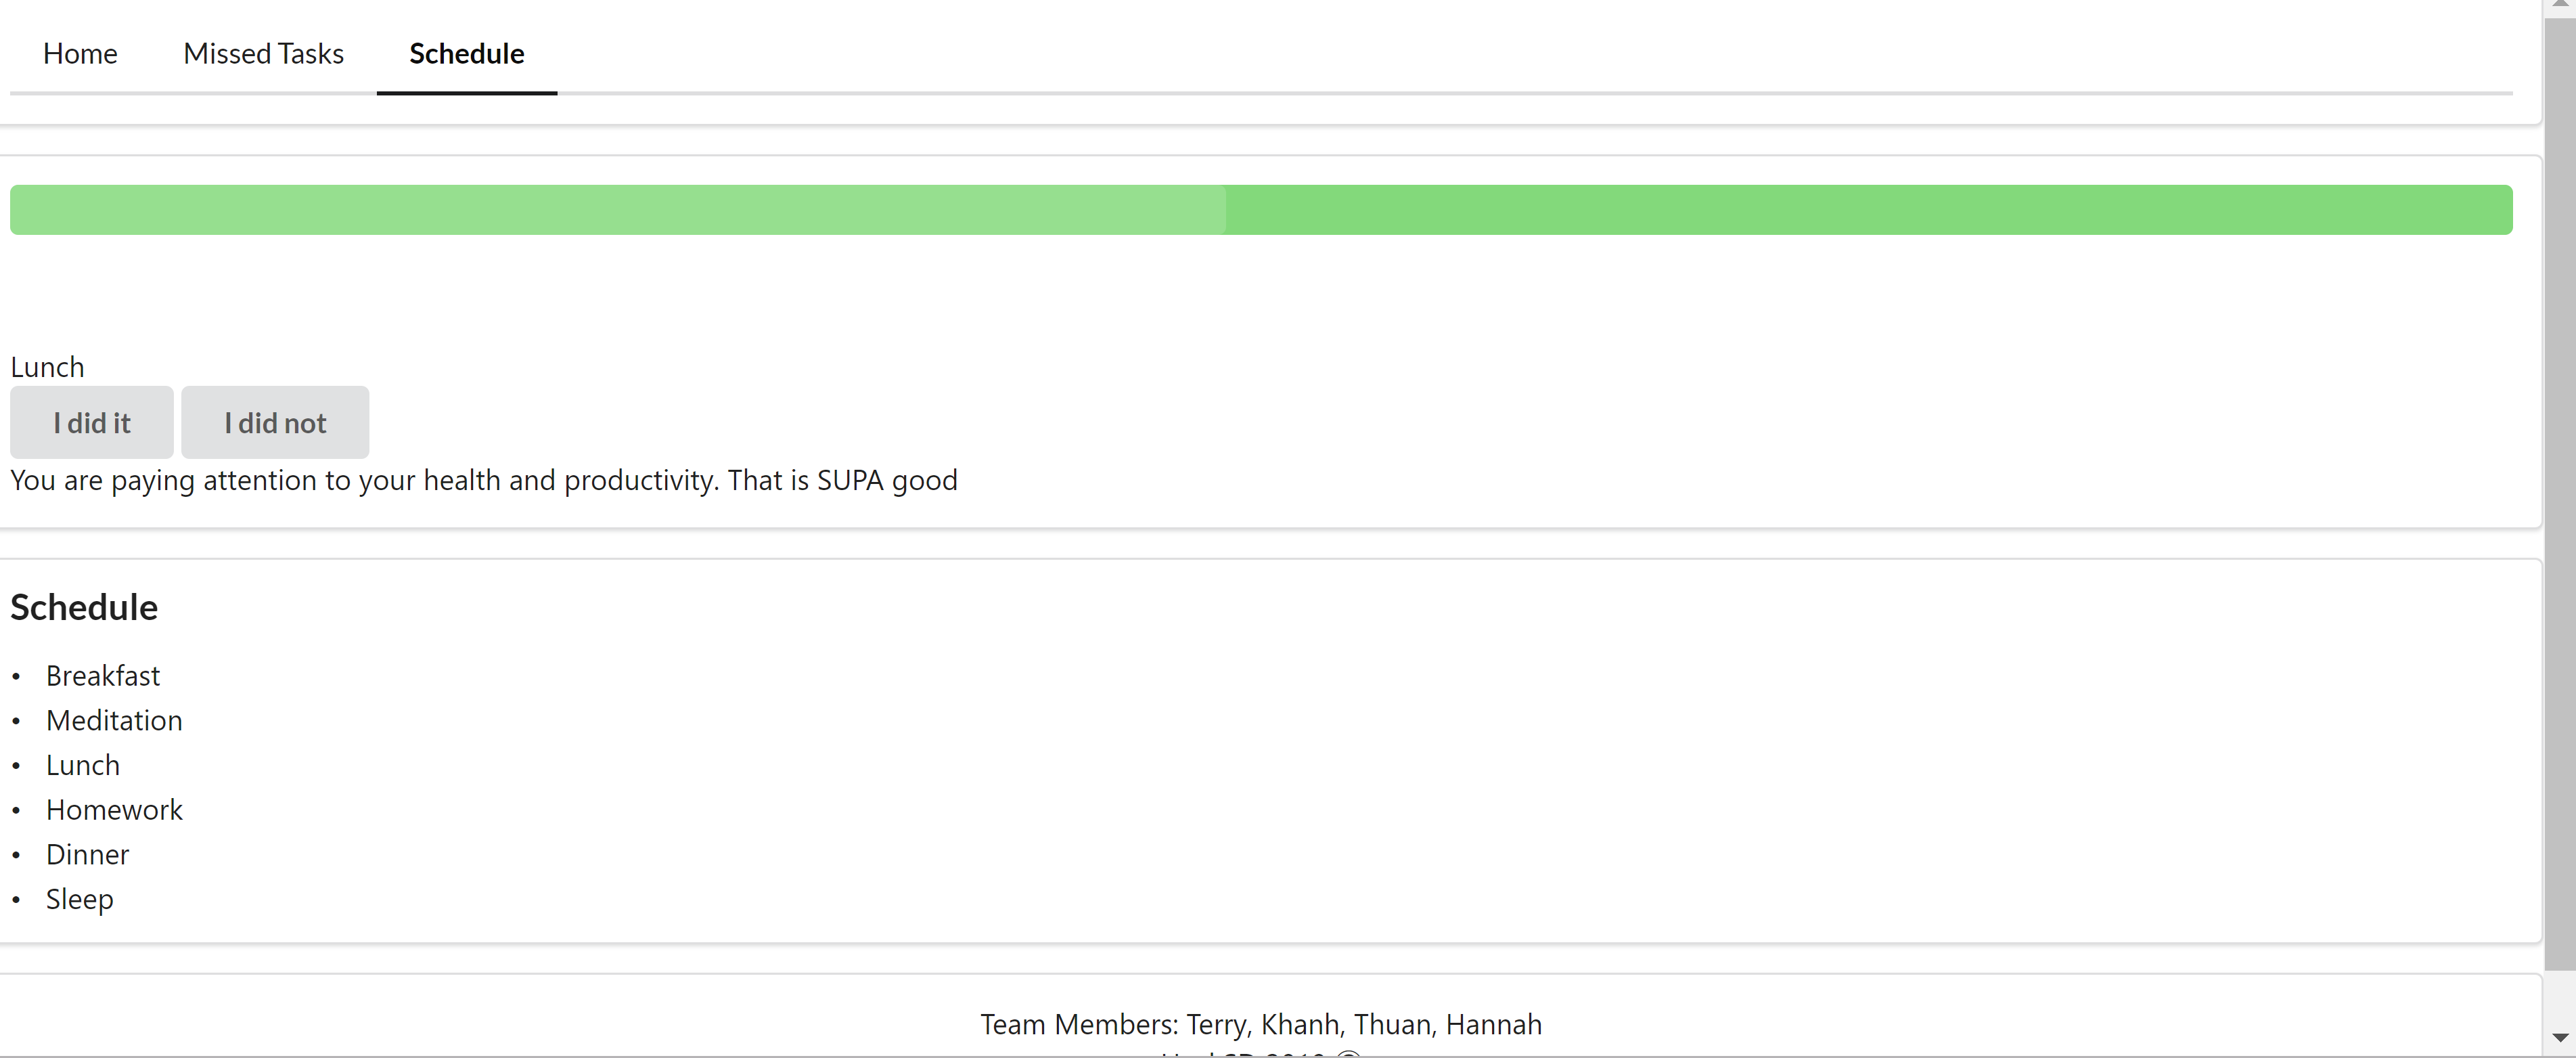 Home Missed Tasks Schedule
Lunch
I did it I did not
You are paying attention to your health and productivity. That is SUPA good
Schedule
• Breakfast
• Meditation
• Lunch
• Homework
• Dinner
• Sleep
Team Members: Terry, Khanh, Thuan, Hannah